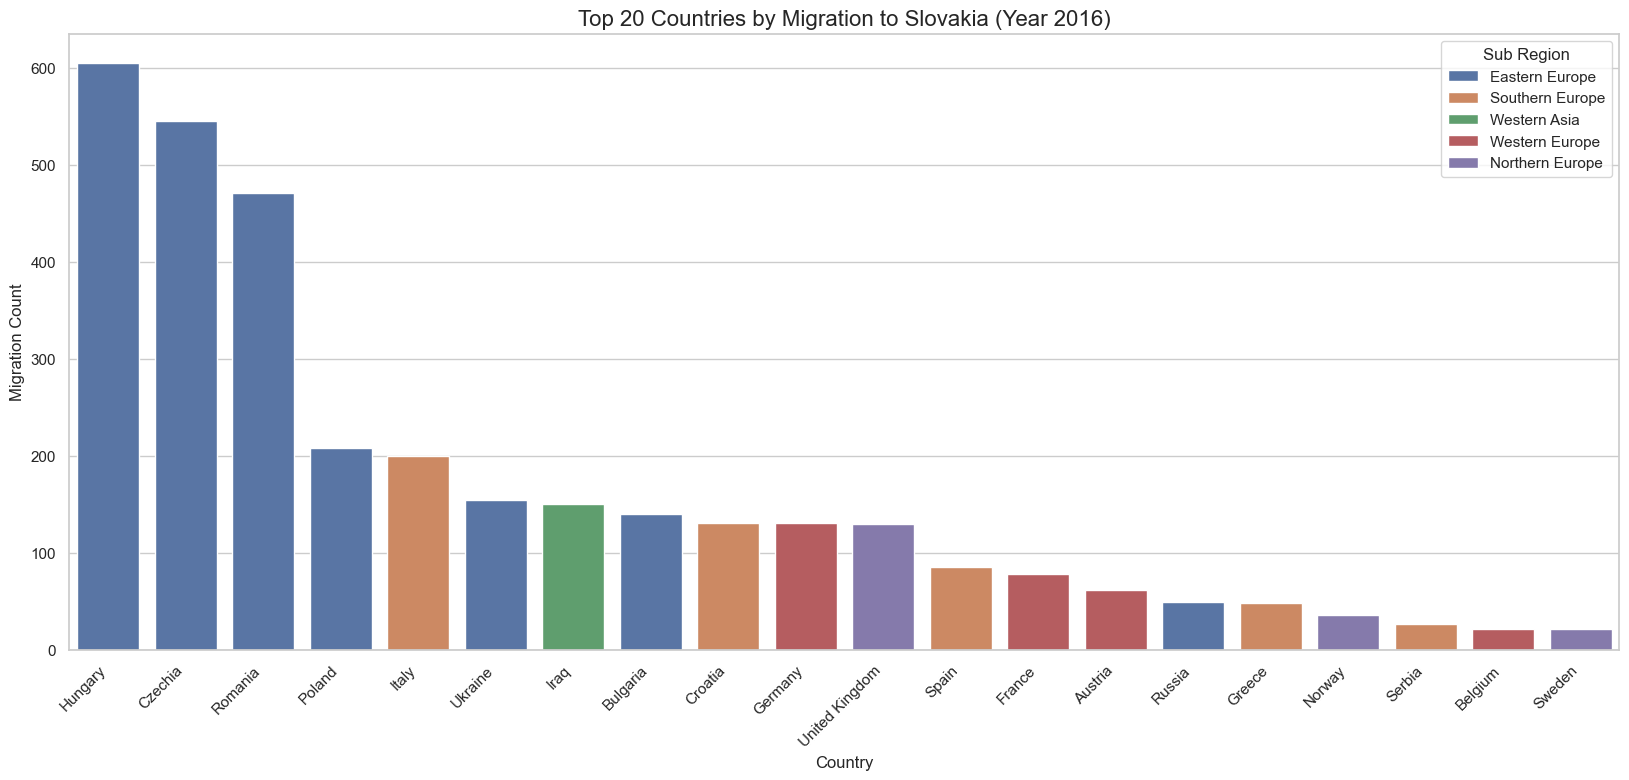 Top 20 Countries by Migration to Slovakia (Year 2016)
Sub Region
Eastern Europe
Southern Europe
Western Asia
Western Europe
Northern Europe
Migration Count
600
500
400
300
200
100
0
Hungary
Czechia
Romania
Poland
Italy
Ukraine
Iraq
Bulgaria
Croatia
Germany
United Kingdom
Spain
France
Austria
Russia
Greece
Norway
Serbia
Belgium
Sweden
Country